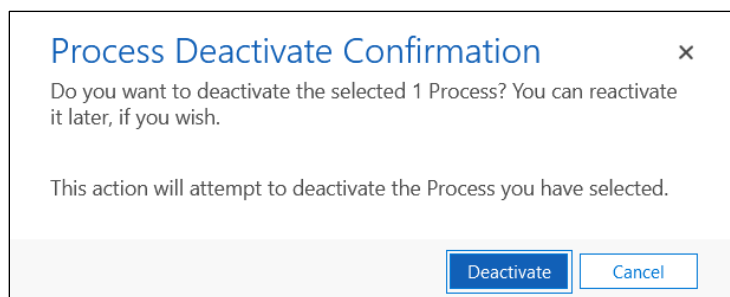 Process Deactivate Confirmation
Do you want to deactivate the selected 1 Process? You can reactivate
it later, if you wish.
This action will attempt to deactivate the Process you have selected.
Deactivate Cancel